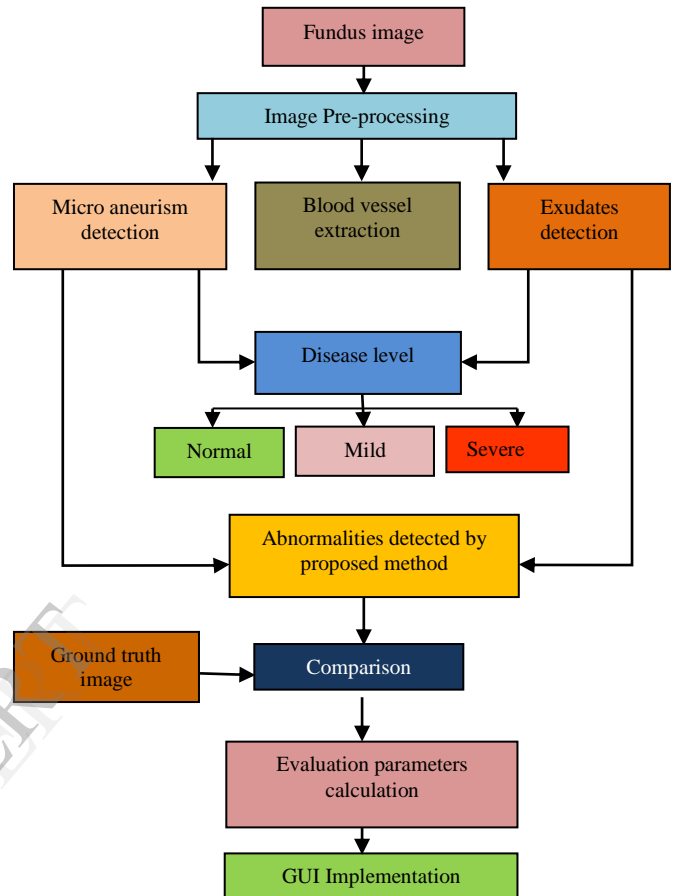 Fundus image
Image Pre-processing
Micro aneurism
detection
Blood vessel
extraction
Exudates
detection
Disease level
Normal
Mild
Severe
Abnormalities detected by
proposed method
Ground truth
image
Comparison
Evaluation parameters
calculation
GUI Implementation